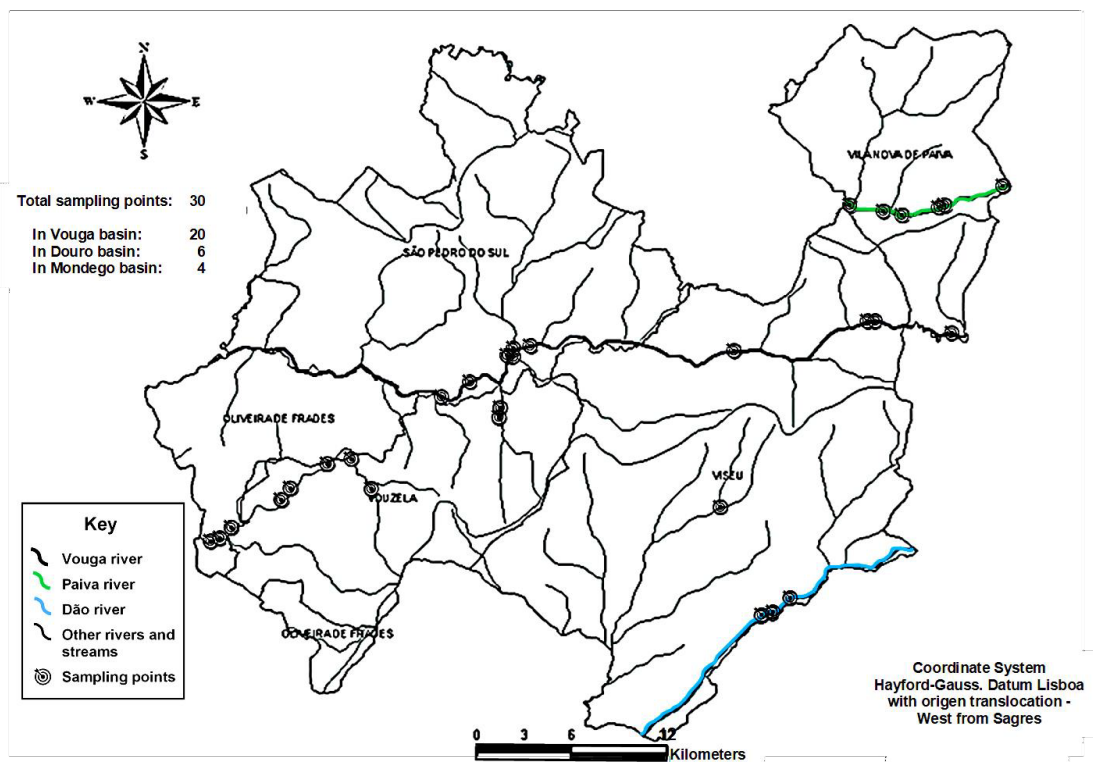 N
W E
S
VILA NOVA DE PAIVA
Total sampling points: 30
In Vouga basin: 20
In Douro basin: 6
In Mondego basin: 4
SÃO PEDRO DO SUL
OLIVEIRA DE FRADES
VISEU
VOUZELA
Key
Vouga river
Paiva river
Dão river
Other rivers and
streams
Sampling points
OLIVEIRA DE FRADES
Coordinate System
Hayford-Gauss. Datum Lisboa
with origen translocation -
West from Sagres
0 3 6 12
Kilometers